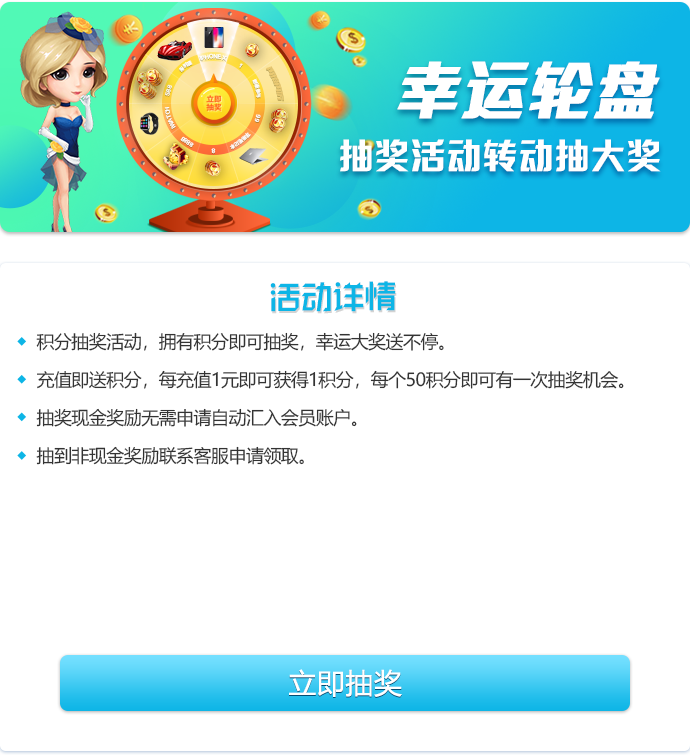 幸运轮盘
抽奖活动转动抽大奖
立即
抽奖
活动详情
积分抽奖活动，拥有积分即可抽奖，幸运大奖送不停。
充值即送积分，每充值1元即可获得1积分，每个50积分即可有一次抽奖机会。
抽奖现金奖励无需申请自动汇入会员账户。
抽到非现金奖励联系客服申请领取。
立即抽奖